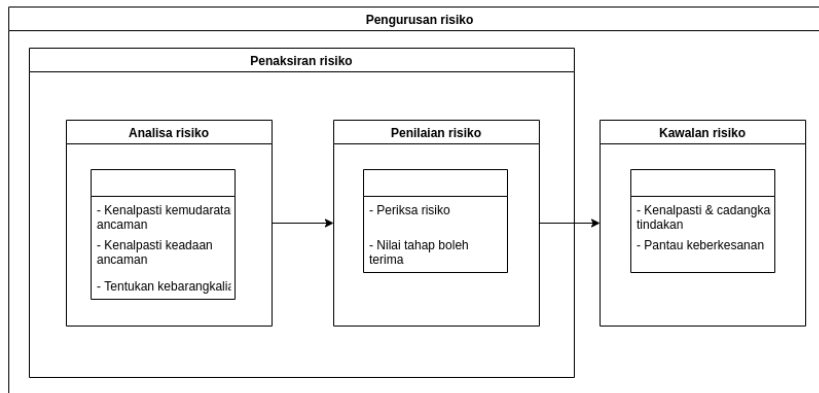 Pengurusan risiko
Penaksiran risiko
Analisa risiko
- Kenalpasti kemudarata
ancaman
- Kenalpasti keadaan
ancaman
- Tentukan kebarangkalia
Penilaian risiko
- Periksa risiko
- Nilai tahap boleh
terima
Kawalan risiko
- Kenalpasti & cadangka
tindakan
- Pantau keberkesanan